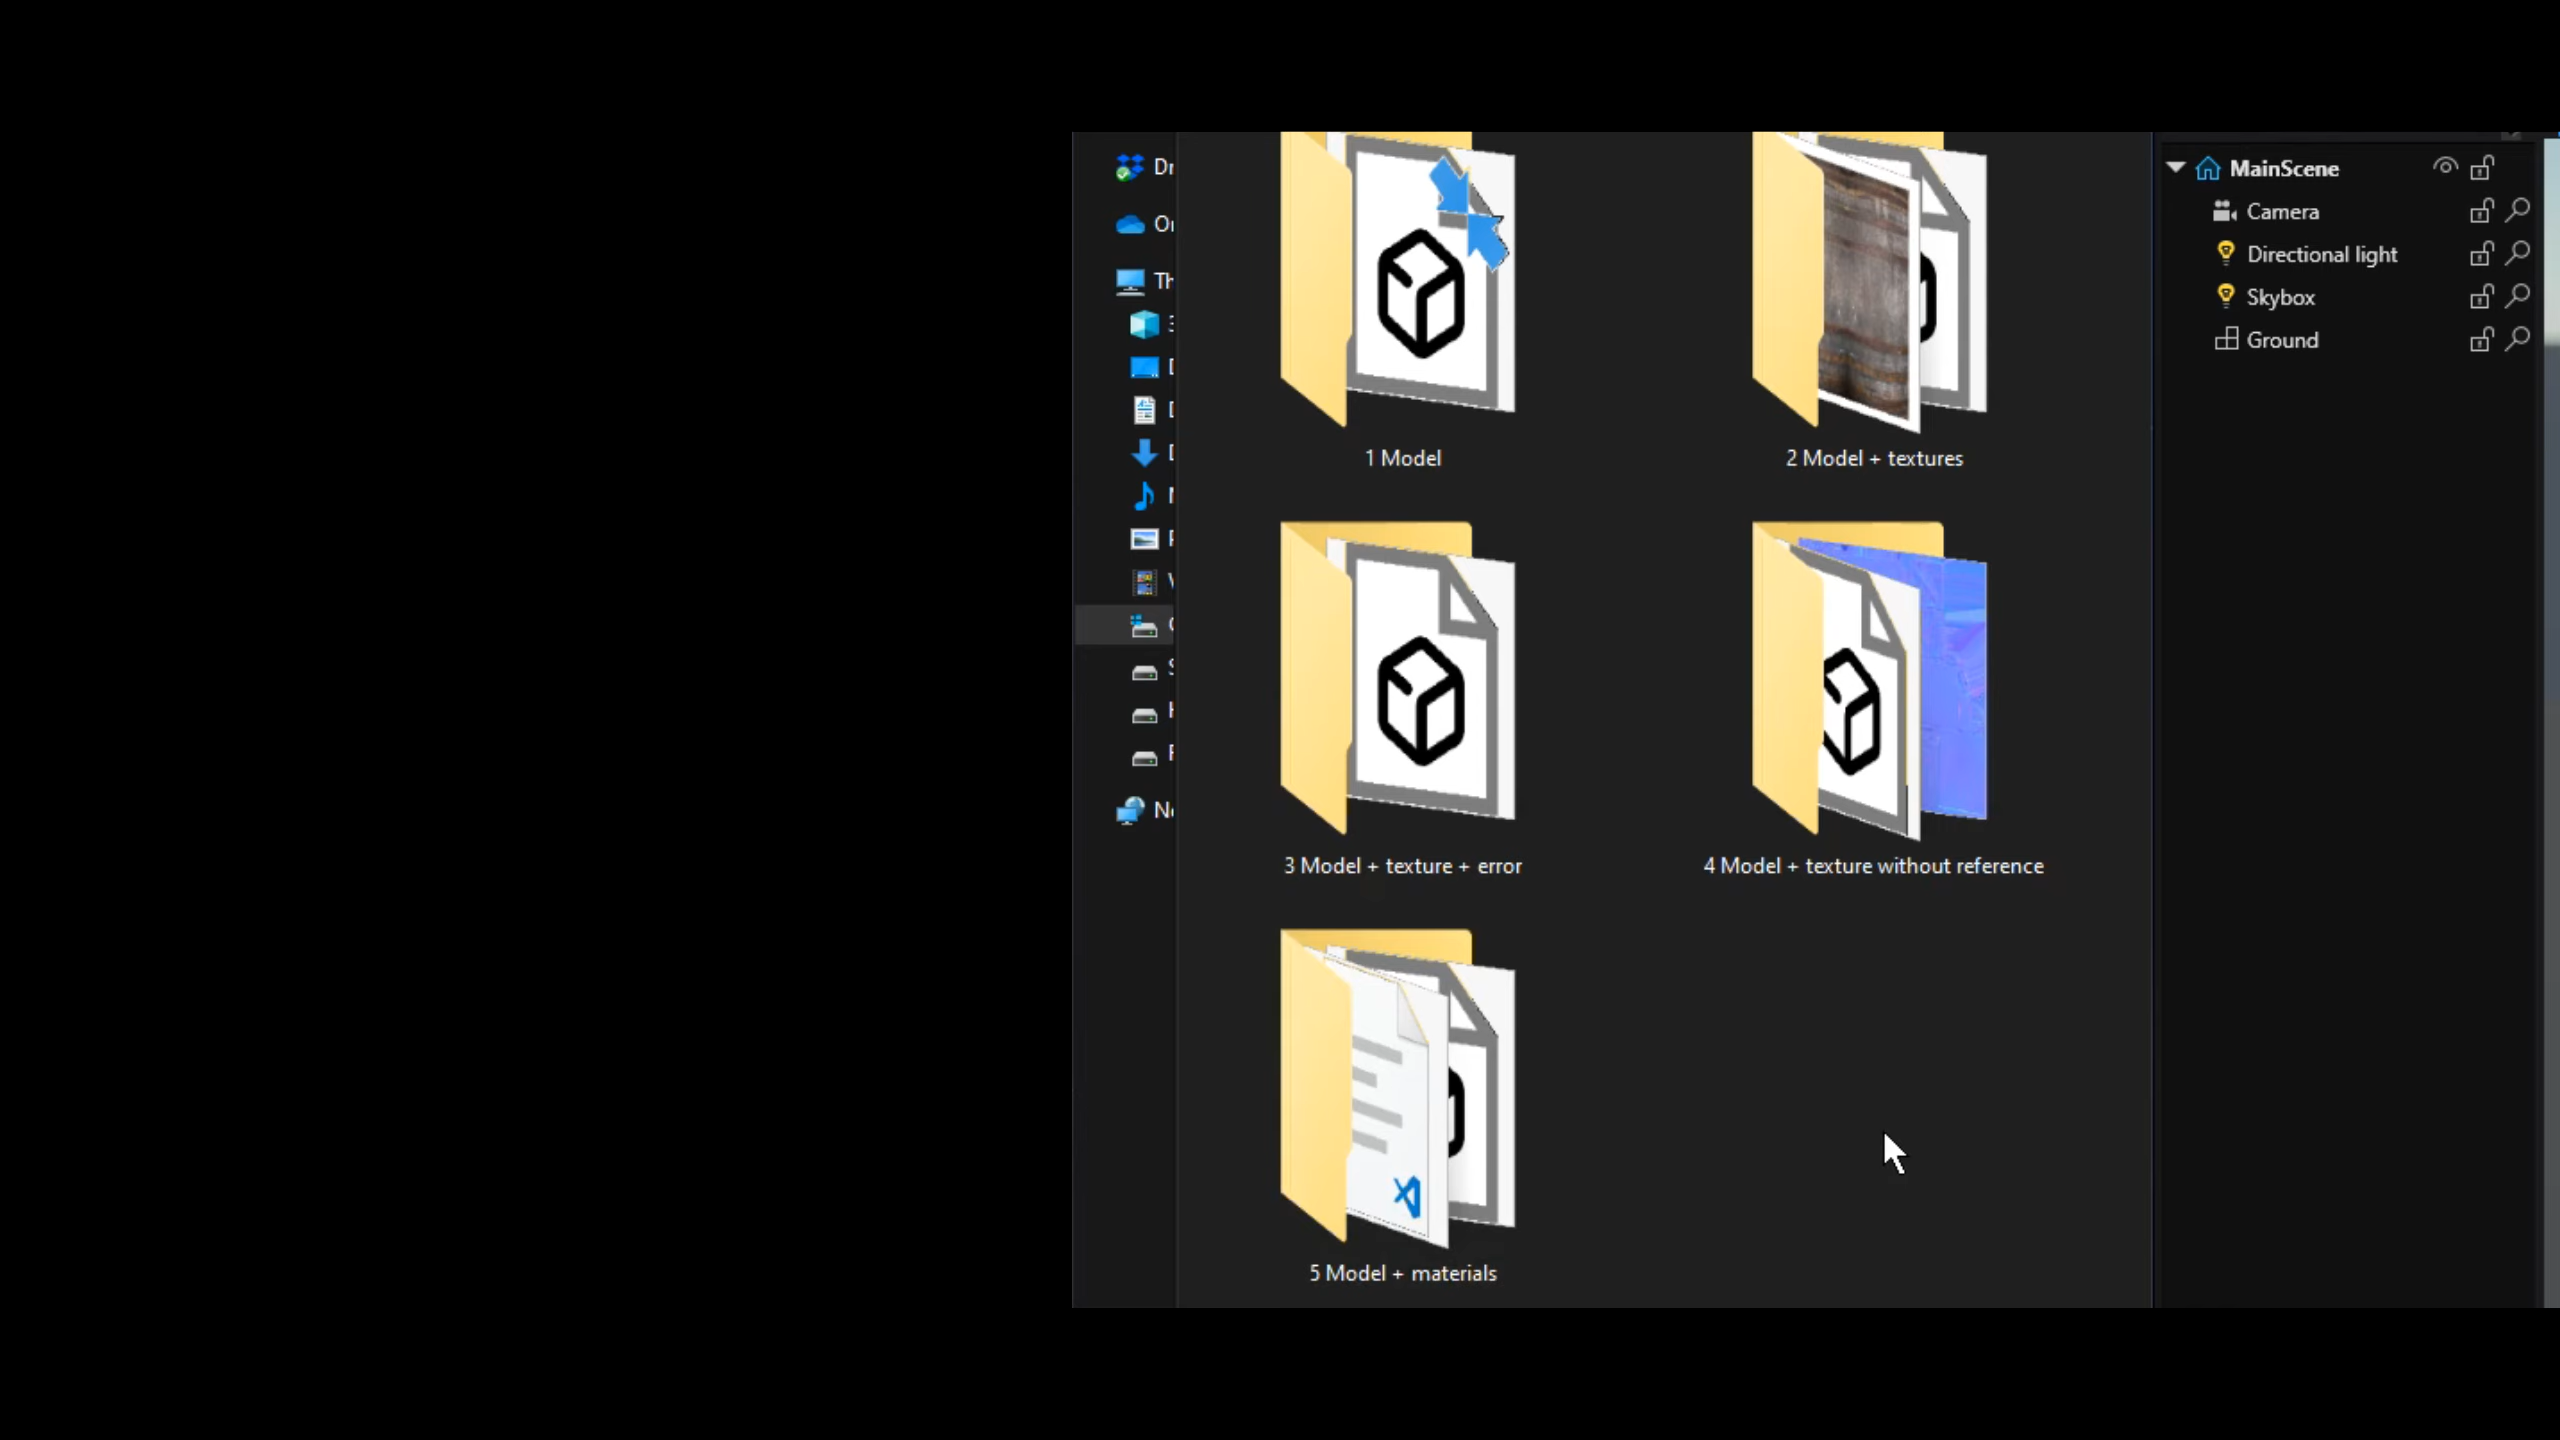 MainScene
Camera
Directional light
Skybox
Ground
1 Model
2 Model + textures
3 Model + texture + error
4 Model + texture without reference
5 Model + materials